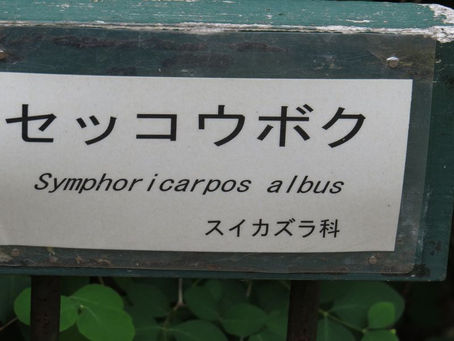 セッコウボク
Symphoricarpos albus
スイカズラ科